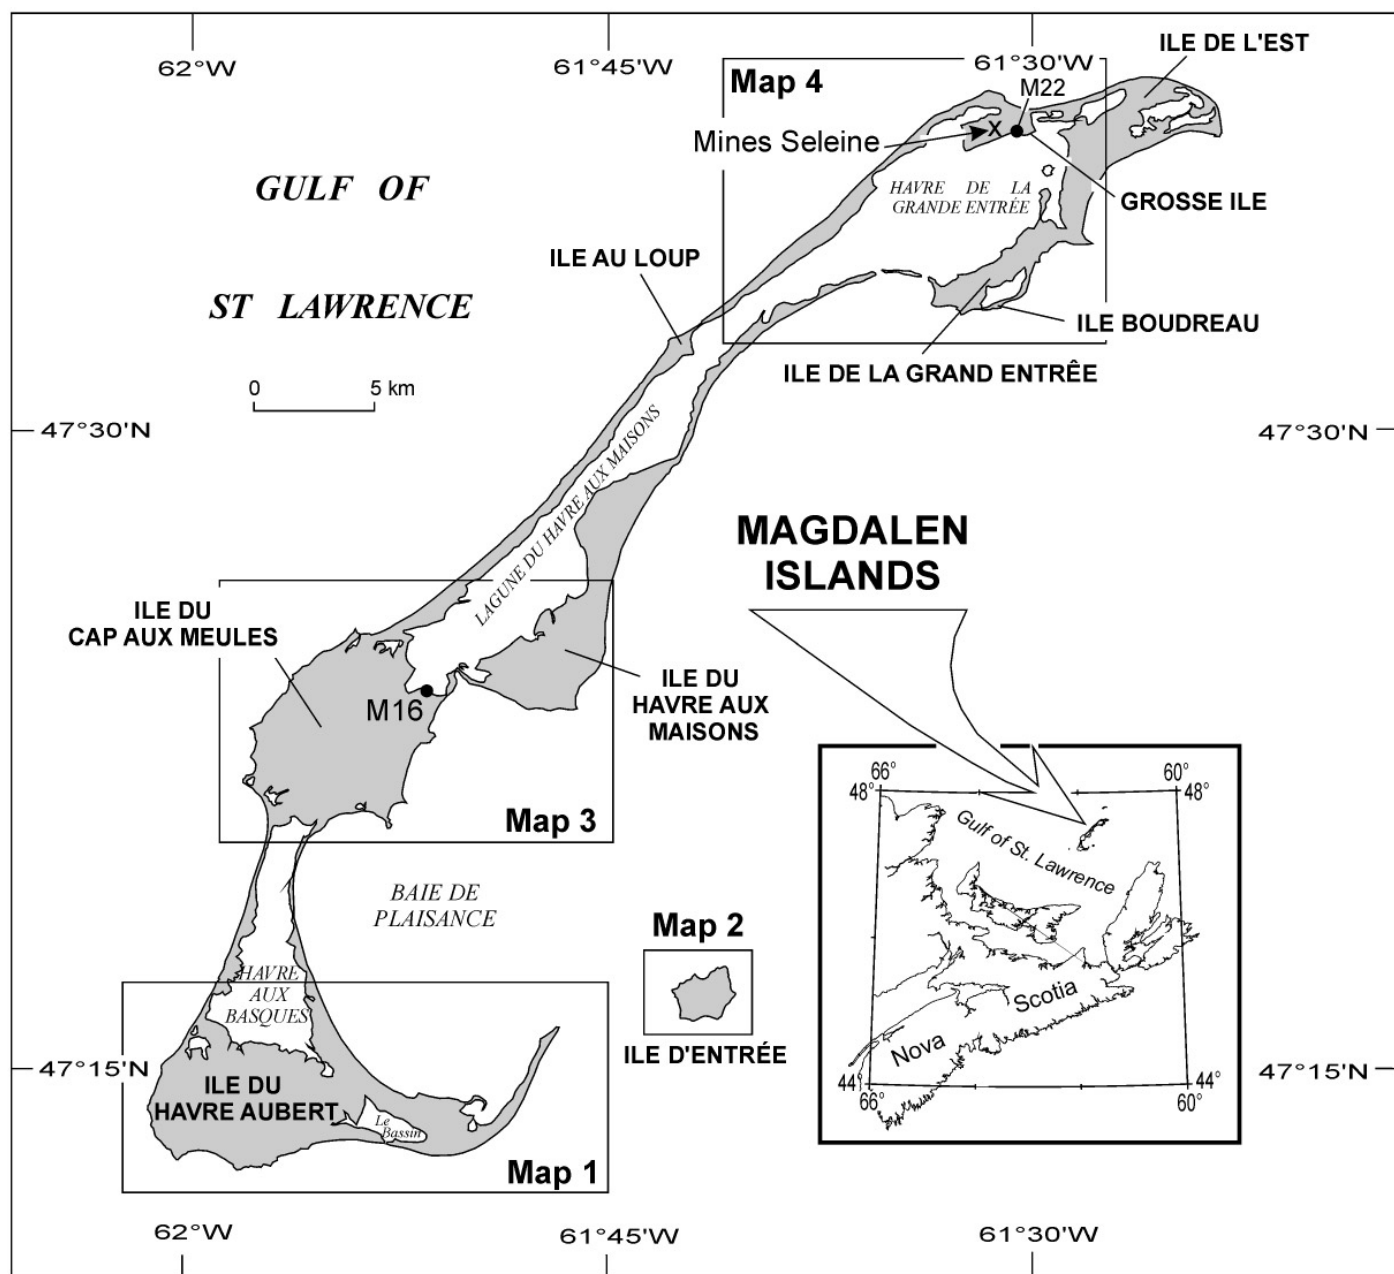 62°W
61°45'W
61°30'W
ILE DE L'EST
Map 4
M22
Mines Seleine
GULF OF
ST LAWRENCE
HAVRE DE LA
GRANDE ENTRÉE
GROSSE ILE
ILE AU LOUP
ILE BOUDREAU
ILE DE LA GRAND ENTRÊE
0 5 km
47°30'N
47°30'N
LAGUNE DU HAVRE AUX MAISONS
MAGDALEN
ISLANDS
ILE DU
CAP AUX MEULES
ILE DU
HAVRE AUX
MAISONS
M16
Map 3
66°
60°
48°
48°
Gulf of St. Lawrence
Nova Scotia
44°
44°
66°
60°
BAIE DE
PLAISANCE
Map 2
ILE D'ENTRÉE
HAVRE
AUX
BASQUES
47°15'N
47°15'N
ILE DU
HAVRE AUBERT
Le
Bassin
Map 1
62°W
61°45'W
61°30'W